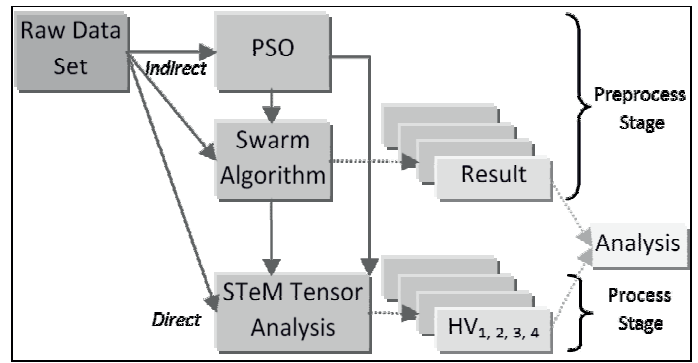 Raw Data
Set
Indirect
PSO
Swarm
Algorithm
Result
Preprocess
Stage
Analysis
Direct
STeM Tensor
Analysis
HV1, 2, 3, 4
Process
Stage